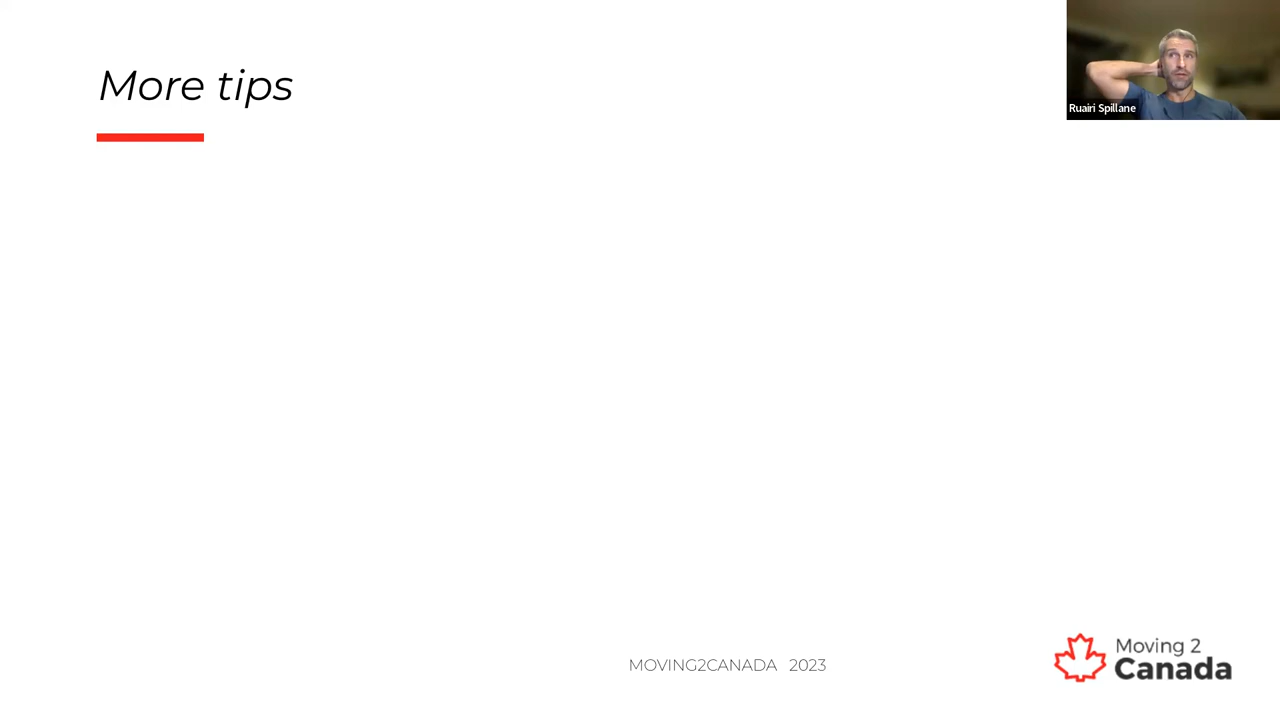 More tips
Ruairi Spillane
MOVING2CANADA 2023
Moving 2
Canada